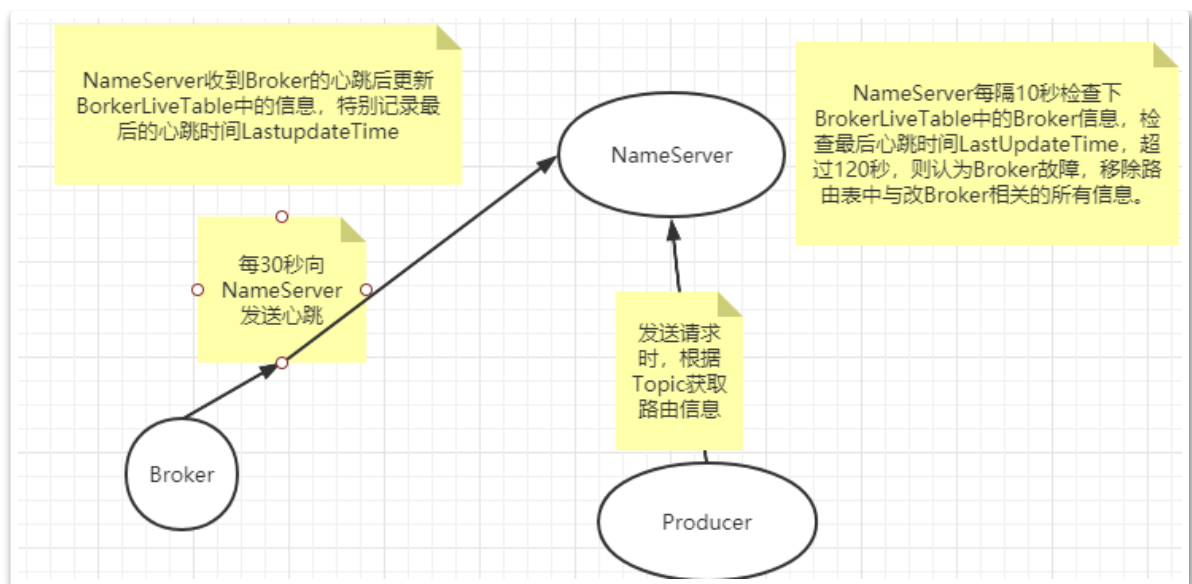 NameServer收到Broker的心跳后更新
BorkerLiveTable中的信息，特别记录最
后的心跳时间LastupdateTime
NameServer
NameServer每隔10秒检查下
BrokerLiveTable中的Broker信息，检
查最后心跳时间LastUpdateTime，超
过120秒，则认为Broker故障，移除路
由表中与改Broker相关的所有信息。
每30秒向
NameServer
发送心跳
发送请求
时，根据
Topic获取
路由信息
Broker
Producer